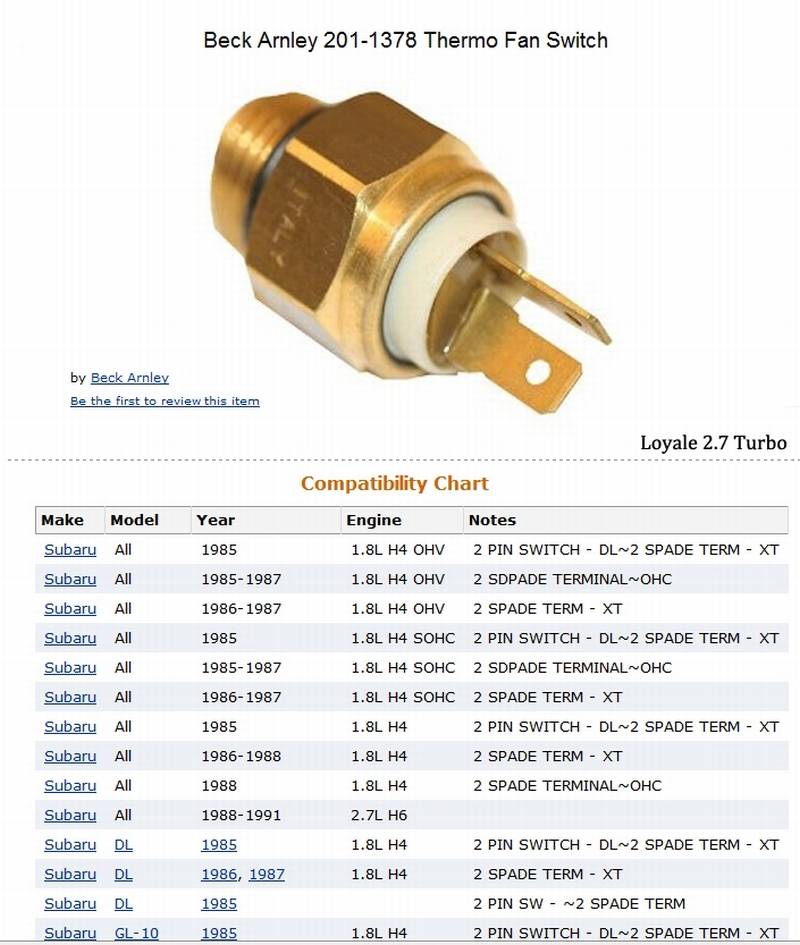 Beck Arnley 201-1378 Thermo Fan Switch
ITALY
by Beck Arnley
Be the first to review this item
Loyale 2.7 Turbo
Compatibility Chart
Make Model Year Engine Notes
Subaru All 1985 1.8L H4 OHV 2 PIN SWITCH - DL~2 SPADE TERM - XT
Subaru All 1985-1987 1.8L H4 OHV 2 SDPADE TERMINAL~OHC
Subaru All 1986-1987 1.8L H4 OHV 2 SPADE TERM - XT
Subaru All 1985 1.8L H4 SOHC 2 PIN SWITCH - DL~2 SPADE TERM - XT
Subaru All 1985-1987 1.8L H4 SOHC 2 SDPADE TERMINAL~OHC
Subaru All 1986-1987 1.8L H4 SOHC 2 SPADE TERM - XT
Subaru All 1985 1.8L H4 2 PIN SWITCH - DL~2 SPADE TERM - XT
Subaru All 1986-1988 1.8L H4 2 SPADE TERM - XT
Subaru All 1988 1.8L H4 2 SPADE TERMINAL~OHC
Subaru All 1988-1991 2.7L H6
Subaru DL 1985 1.8L H4 2 PIN SWITCH - DL~2 SPADE TERM - XT
Subaru DL 1986, 1987 1.8L H4 2 SPADE TERM - XT
Subaru DL 1985 2 PIN SW - ~2 SPADE TERM
Subaru GL-10 1985 1.8L H4 2 PIN SWITCH - DL~2 SPADE TERM - XT